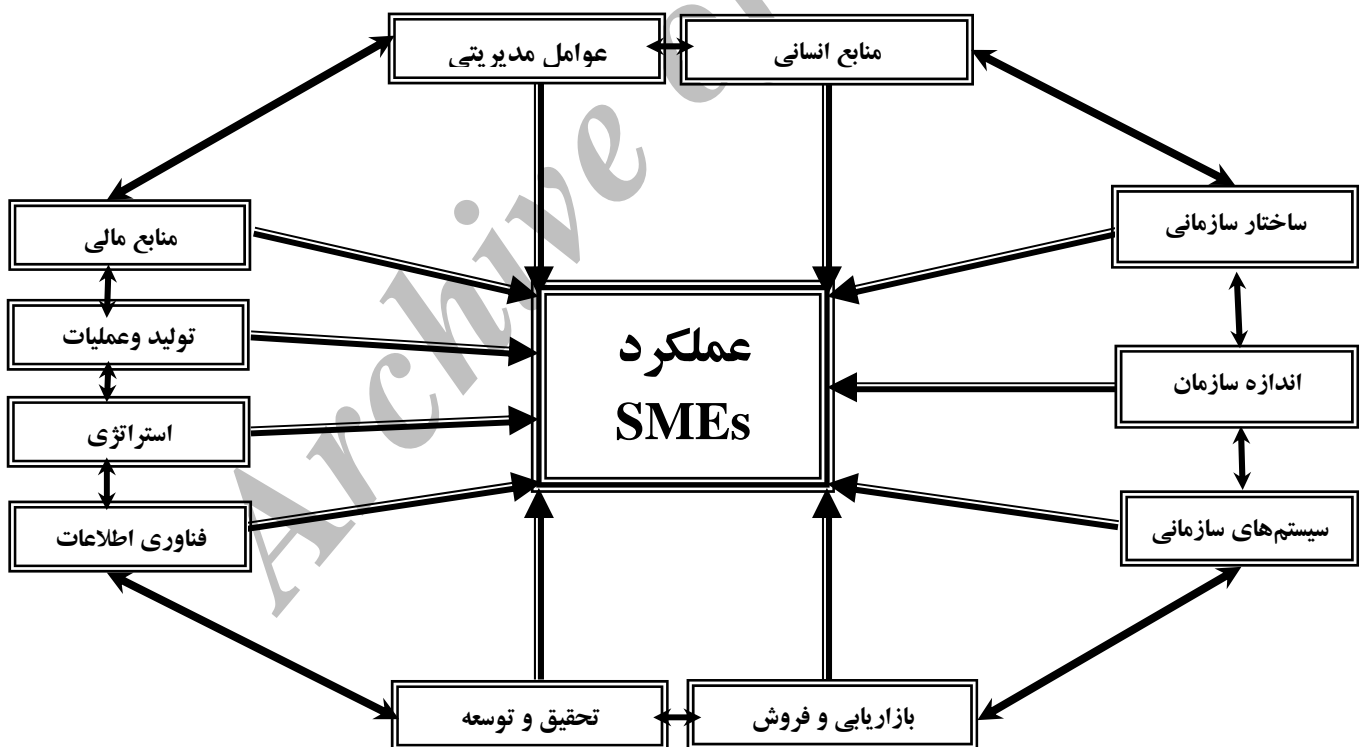 منابع انسانی
عوامل مدیریتی
ساختار سازمانی
منابع مالی
تولید وعملیات
عملکرد
SMEs
اندازه سازمان
استراتژی
سیستم‌های سازمانی
فناوری اطلاعات
بازاریابی و فروش
تحقیق و توسعه
Archive o